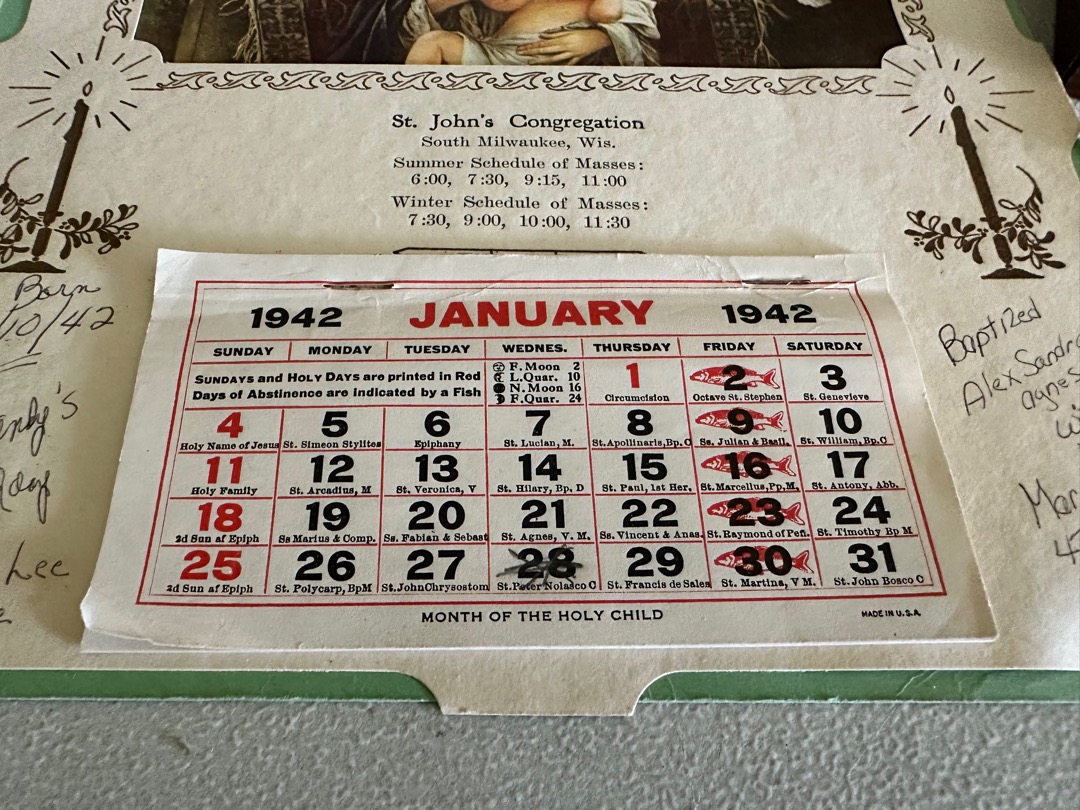 St. John's Congregation
South Milwaukee, Wis.
Summer Schedule of Masses:
6:00, 7:30, 9:15, 11:00
Winter Schedule of Masses:
7:30, 9:00, 10:00, 11:30
Born
10/42
Lee
Baptized
AlexSandra
agnes
1942 JANUARY 1942
SUNDAY MONDAY TUESDAY WEDNES. THURSDAY FRIDAY SATURDAY
SUNDAYS and HOLY DAYS are printed in Red
Days of Abstinence are indicated by a Fish
F. Moon 2
L. Quar. 10
N. Moon 16
F. Quar. 24
1 2 3
Circumcision Octave St. Stephen St. Genevieve
4 5 6 7 8 9 10
Holy Name of Jesus St. Simeon Stylites Epiphany St. Lucian, M. St. Apollinaris, Bp. C Ss. Julian & Basil. St. William, Bp. C
11 12 13 14 15 16 17
Holy Family St. Arcadius, M St. Veronica, V St. Hilary, Bp. D St. Paul, 1st Her. St. Marcellus, Pp, M. St. Antony, Abb.
18 19 20 21 22 23 24
2d Sun af Epiph Ss Marius & Comp. Ss. Fabian & Sebast St. Agnes, V. M. Ss. Vincent & Anas. St. Raymond of Pefi. St. Timothy Bp M
25 26 27 28 29 30 31
2d Sun af Epiph St. Polycarp, BpM St. John Chrysostom St. Peter Nolasco C St. Francis de Sales St. Martina, V M. St. John Bosco C
MONTH OF THE HOLY CHILD
MADE IN U.S.A.